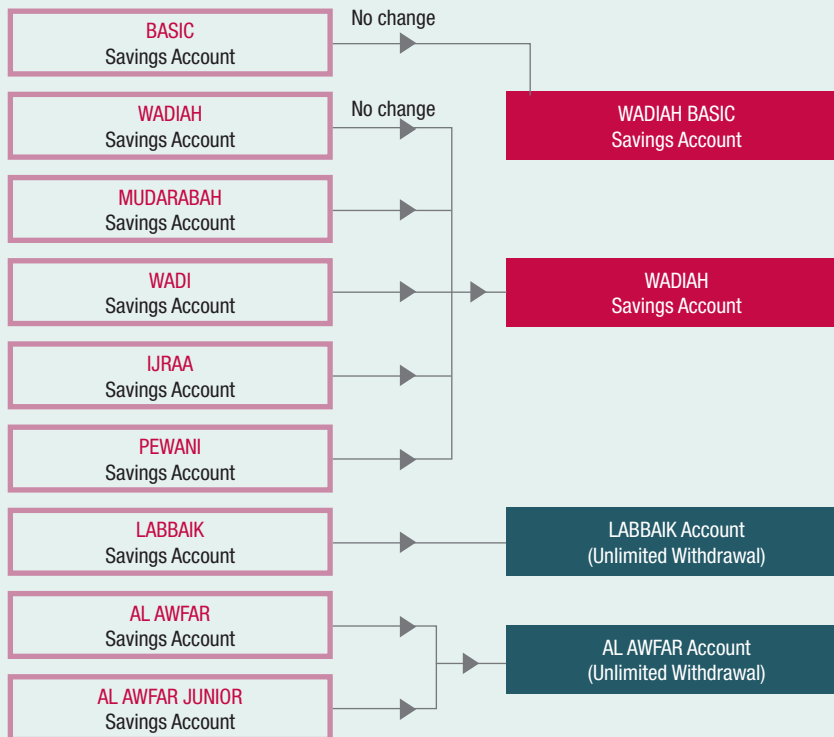 BASIC
Savings Account
No change
WADIAH
Savings Account
No change
MUDARABAH
Savings Account
WADI
Savings Account
IJRAA
Savings Account
PEWANI
Savings Account
LABBAIK
Savings Account
AL AWFAR
Savings Account
AL AWFAR JUNIOR
Savings Account
WADIAH BASIC
Savings Account
WADIAH
Savings Account
LABBAIK Account
(Unlimited Withdrawal)
AL AWFAR Account
(Unlimited Withdrawal)